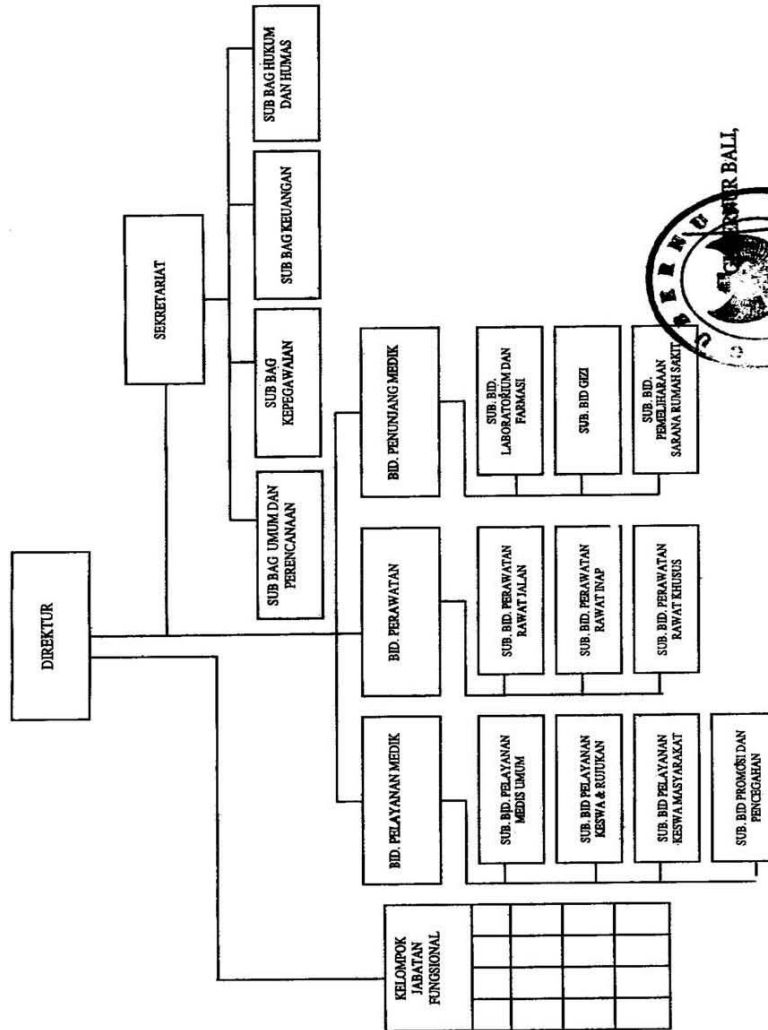 DIREKTUR
SEKRETARIAT
SUB BAG UMUM DAN
PERENCANAAN
SUB BAG
KEPEGAWAIAN
SUB BAG KEUANGAN
SUB BAG HUKUM
DAN HUMAS
KELOMPOK
JABATAN
FUNGSIONAL
BID. PELAYANAN MEDIK
BID. PERAWATAN
BID. PENUNJANG MEDIK
SUB. BID. PELAYANAN
MEDIS UMUM
SUB. BID PELAYANAN
KESWA & RUJUKAN
SUB. BID PELAYANAN
KESWA MASYARAKAT
SUB. BID PROMOSI DAN
PENCEGAHAN
SUB. BID. PERAWATAN
RAWAT JALAN
SUB. BID. PERAWATAN
RAWAT INAP
SUB. BID. PERAWATAN
RAWAT KHUSUS
SUB. BID.
LABORATORIUM DAN
FARMASI
SUB. BID GIZI
SUB. BID.
PEMELIHARAAN
SARANA RUMAH SAKIT
GUBERNUR BALI,
GUBERNU